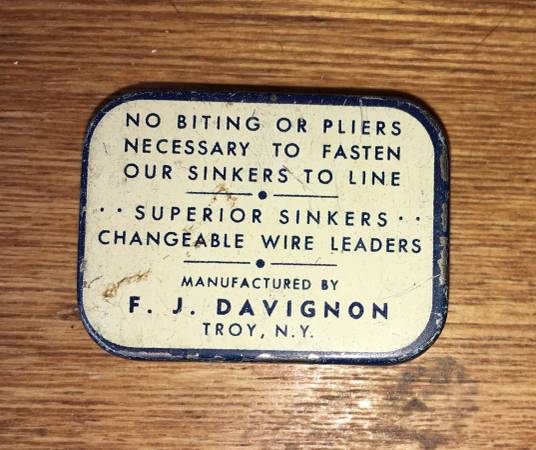 NO BITING OR PLIERS
NECESSARY TO FASTEN
OUR SINKERS TO LINE
·· SUPERIOR SINKERS ··
CHANGEABLE WIRE LEADERS
MANUFACTURED BY
F. J. DAVIGNON
TROY, N.Y.